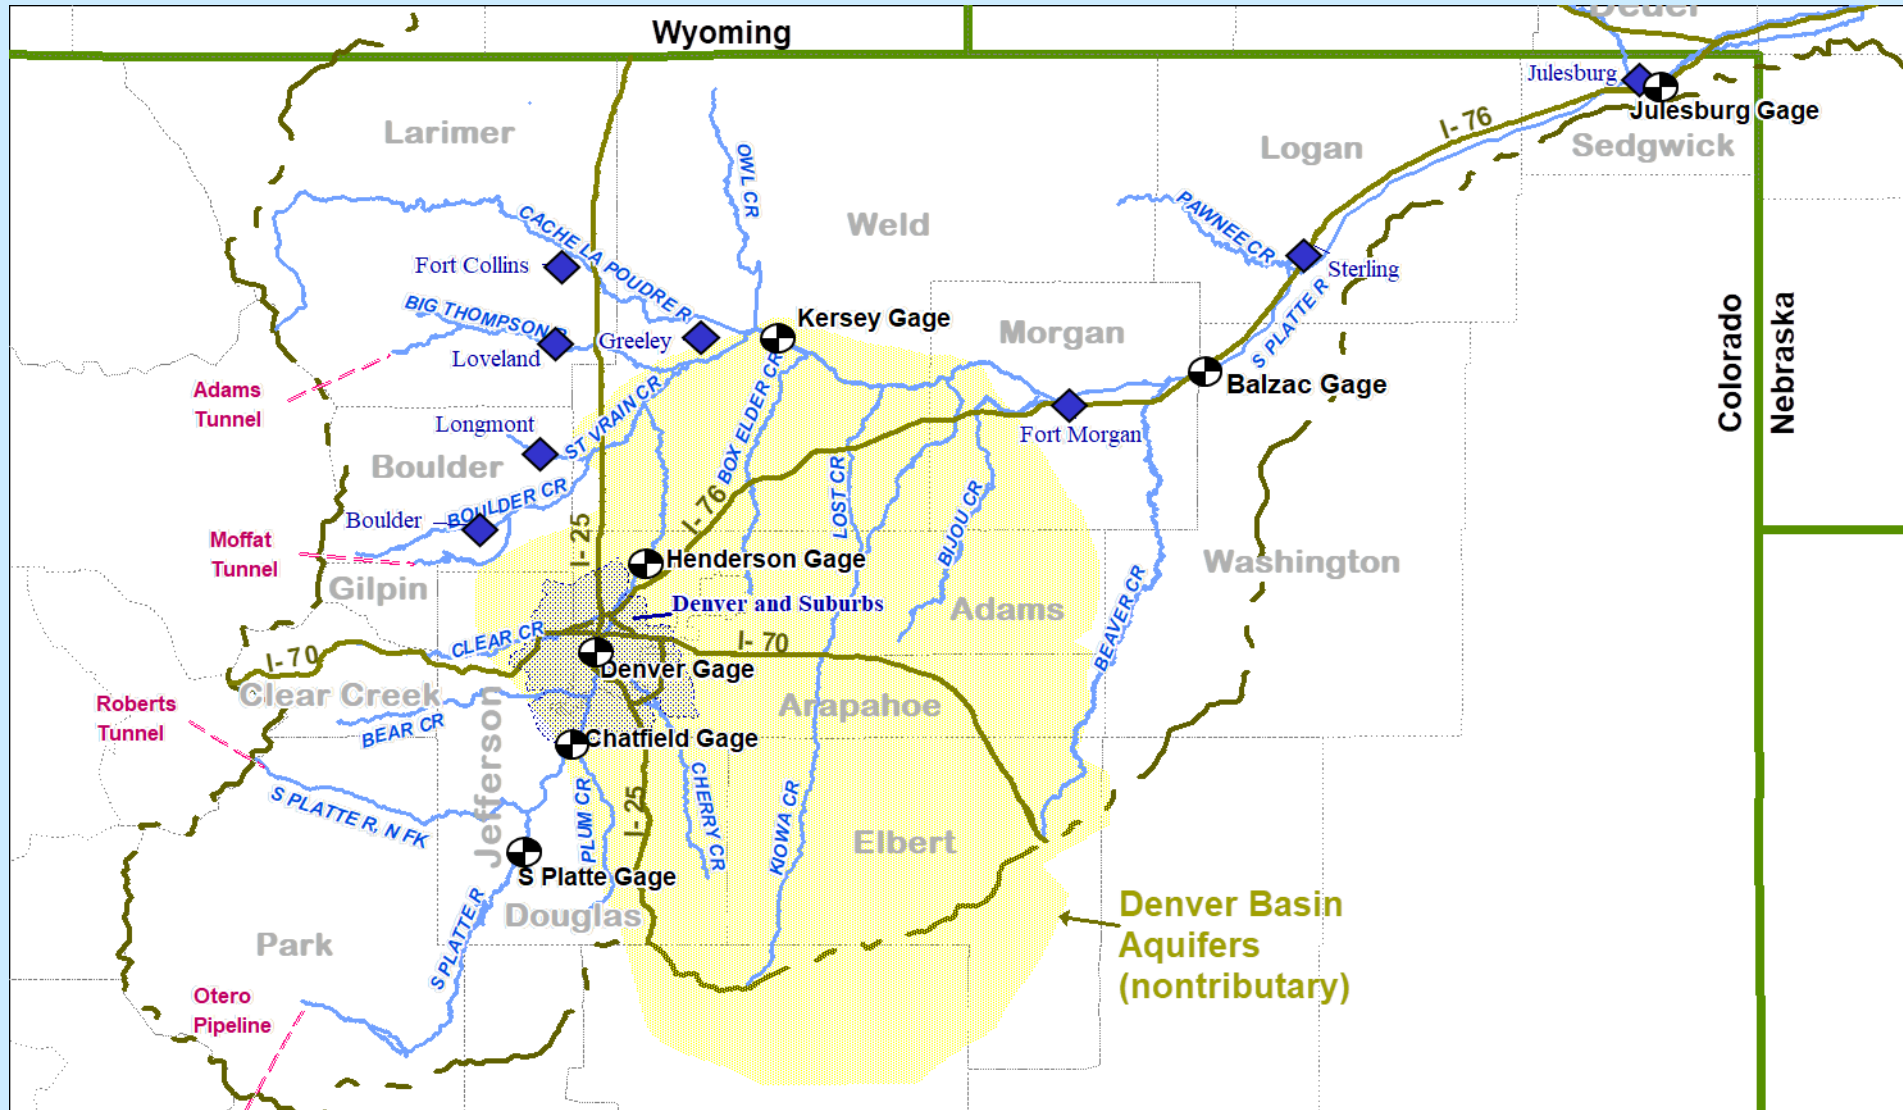 Wyoming
Deuel
Julesburg
Julesburg Gage
I-76
Larimer
Logan
Sedgwick
OWL CR
PAWNEE CR
CACHE LA POUDRE R
Weld
Fort Collins
Sterling
BIG THOMPSON R
Kersey Gage
Morgan
S PLATTE R
Colorado
Nebraska
Greeley
Loveland
Balzac Gage
Adams
Tunnel
ST VRAIN CR
BOX ELDER CR
Longmont
Fort Morgan
Boulder
BOULDER CR
Boulder
I-76
LOST CR
BIJOU CR
I-25
Moffat
Tunnel
Henderson Gage
Washington
Gilpin
Denver and Suburbs
Adams
BEAVER CR
CLEAR CR
I-70
I-70
Denver Gage
Clear Creek
Arapahoe
Roberts
Tunnel
BEAR CR
Chatfield Gage
Jefferson
S PLATTE R, N FK
PLUM CR
I-25
CHERRY CR
KIOWA CR
Elbert
S Platte Gage
Douglas
Denver Basin
Aquifers
(nontributary)
Park
S PLATTE R
Otero
Pipeline